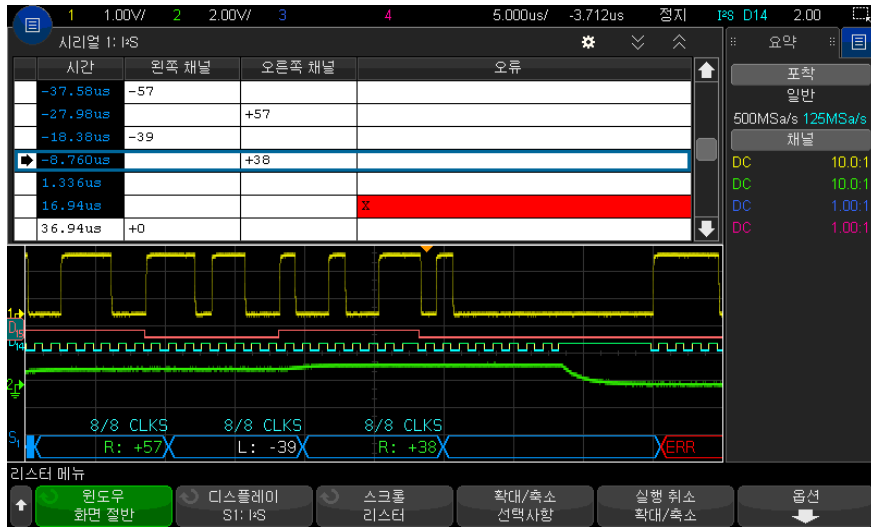 1 1.00V/ 2 2.00V/ 3 4 5.000us/ -3.712us 정지 I²S D14 2.00
시리얼 1: I²S
요약
시간 왼쪽 채널 오른쪽 채널 오류
-37.58us -57
-27.98us +57
-18.38us -39
-8.760us +38
1.336us
16.94us X
36.94us +0
포착
일반
500MSa/s 125MSa/s
채널
DC 10.0:1
DC 10.0:1
DC 1.00:1
DC 1.00:1
1
D15
D14
2
8/8 CLKS 8/8 CLKS 8/8 CLKS
S1 R: +57 L: -39 R: +38 ERR
리스터 메뉴
윈도우
화면 절반
디스플레이
S1: I²S
스크롤
리스터
확대/축소
선택사항
실행 취소
확대/축소
옵션